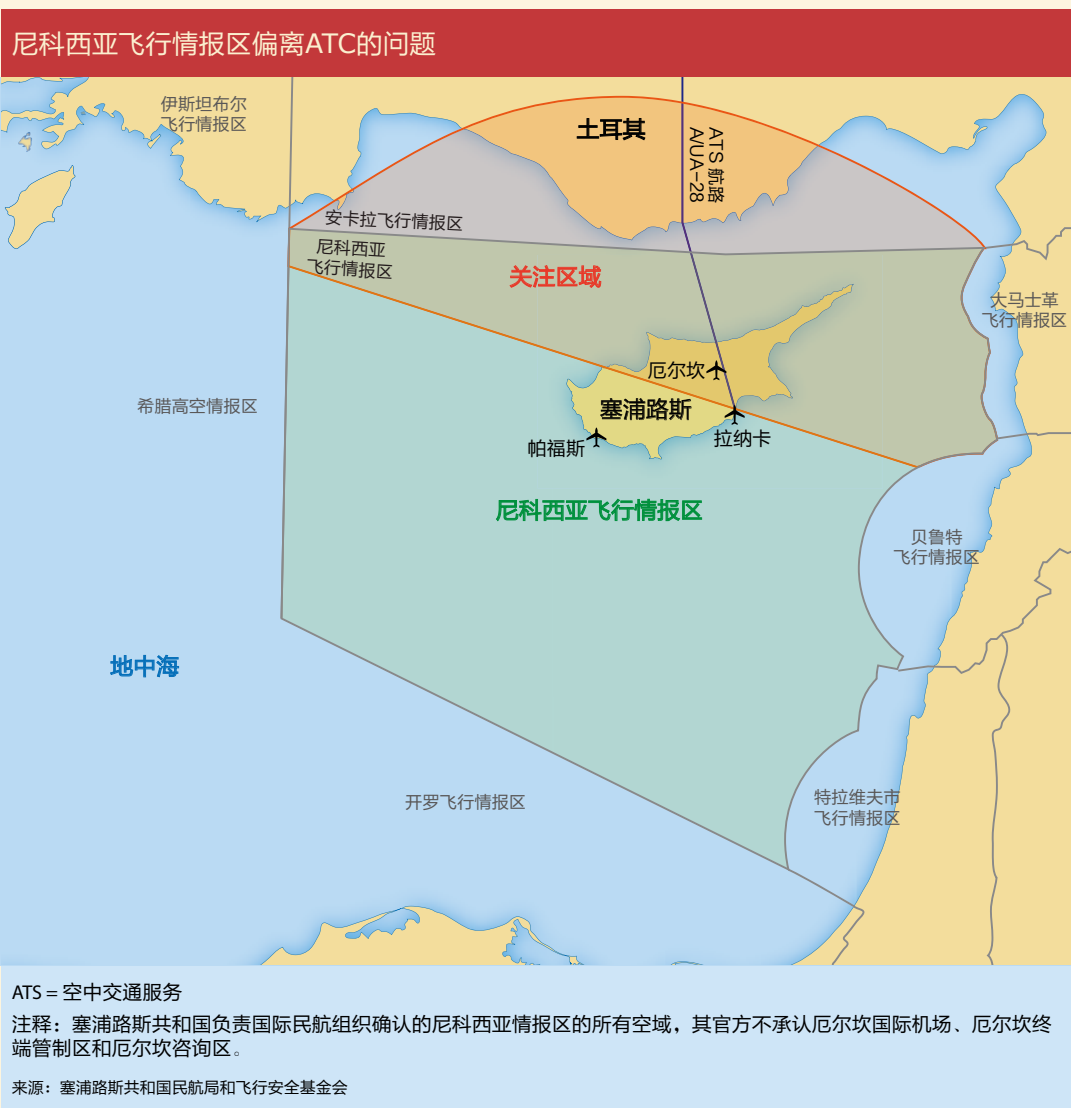 尼科西亚飞行情报区偏离ATC的问题
伊斯坦布尔
飞行情报区
土耳其
ATS 航路
A/UA-28
安卡拉飞行情报区
尼科西亚
飞行情报区
关注区域
大马士革
飞行情报区
厄尔坎
希腊高空情报区
塞浦路斯
拉纳卡
帕福斯
尼科西亚飞行情报区
贝鲁特
飞行情报区
地中海
开罗飞行情报区
特拉维夫市
飞行情报区
ATS = 空中交通服务
注释：塞浦路斯共和国负责国际民航组织确认的尼科西亚情报区的所有空域，其官方不承认厄尔坎国际机场、厄尔坎终
端管制区和厄尔坎咨询区。
来源：塞浦路斯共和国民航局和飞行安全基金会